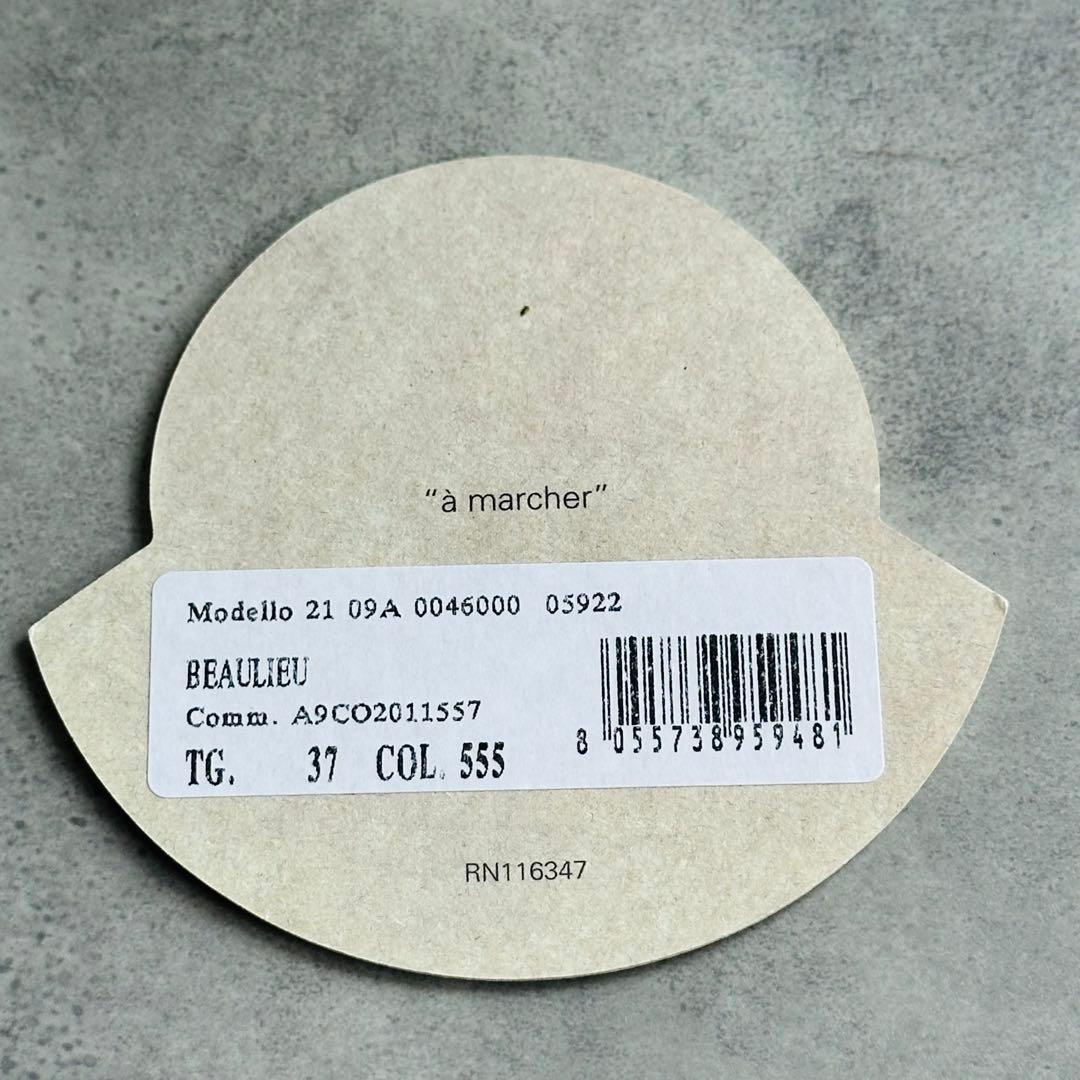 “à marcher”
Modello 21 09A 0046000 05922
BEAULIEU
Comm. A9CO2011557
TG. 37 COL. 555
8 055738 959481
RN116347